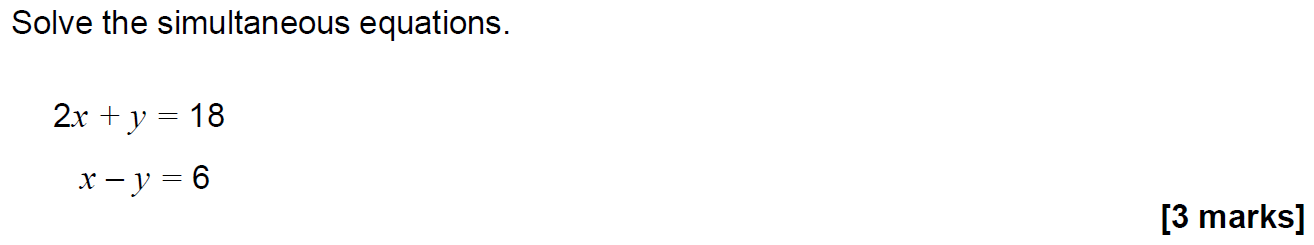 Solve the simultaneous equations.
2x + y = 18
x – y = 6
[3 marks]